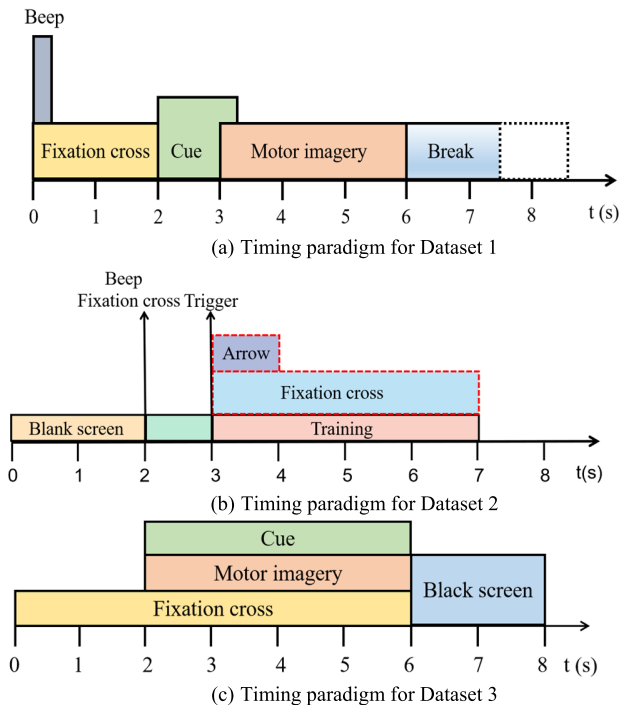 Beep
Fixation cross Cue Motor imagery Break
0 1 2 3 4 5 6 7 8 t (s)
(a) Timing paradigm for Dataset 1
Beep
Fixation cross Trigger
Arrow
Fixation cross
Blank screen Training
0 1 2 3 4 5 6 7 8 t(s)
(b) Timing paradigm for Dataset 2
Cue
Motor imagery
Black screen
Fixation cross
0 1 2 3 4 5 6 7 8 t (s)
(c) Timing paradigm for Dataset 3